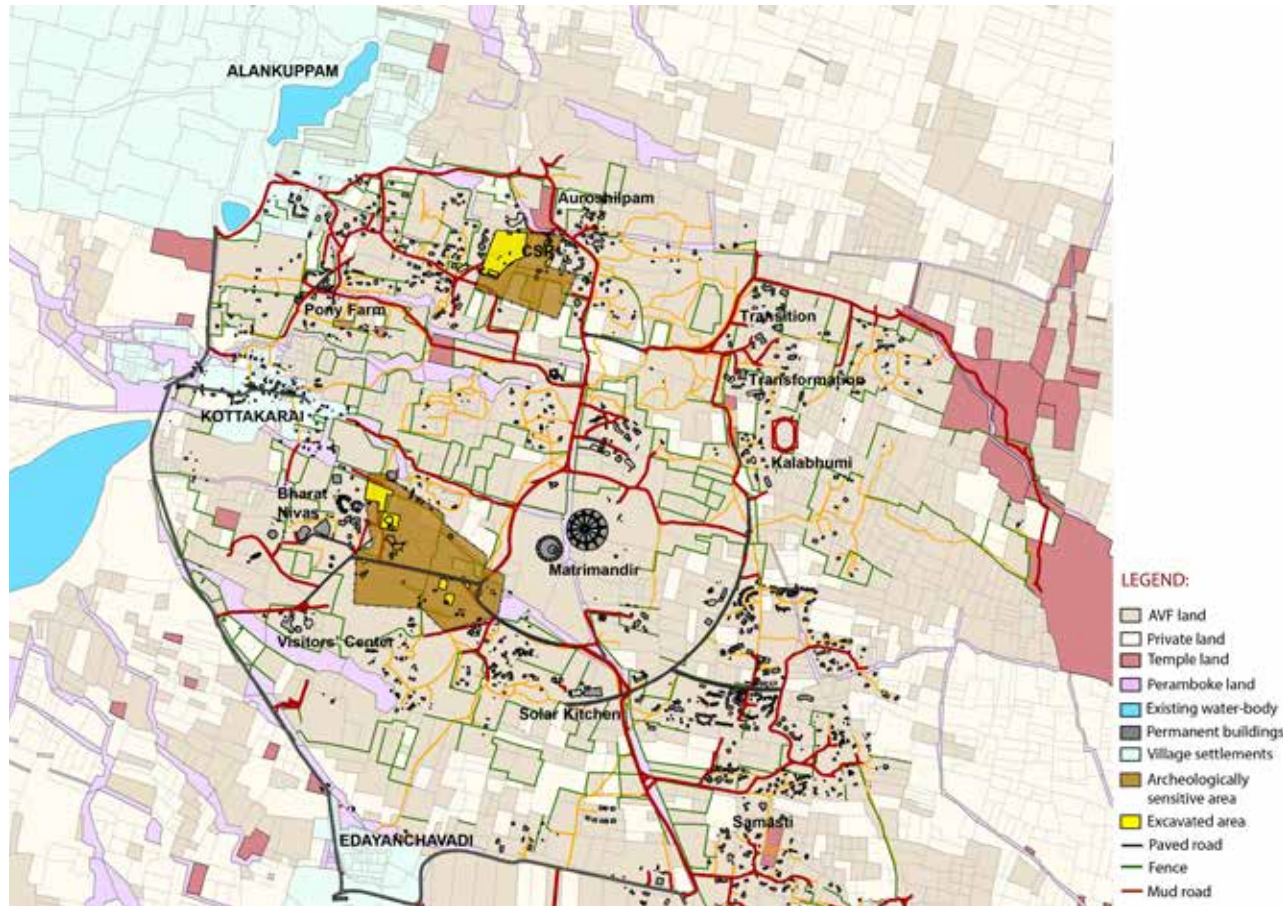 ALANKUPPAM
Auroshilpam
CSR
Pony Farm
Transition
Transformation
KOTTAKARAI
Kalabhumi
Bharat
Nivas
Matrimandir
Visitors' Center
Solar Kitchen
Samasti
EDAYANCHAVADI
LEGEND:
AVF land
Private land
Temple land
Peramboke land
Existing water-body
Permanent buildings
Village settlements
Archeologically
sensitive area
Excavated area
Paved road
Fence
Mud road